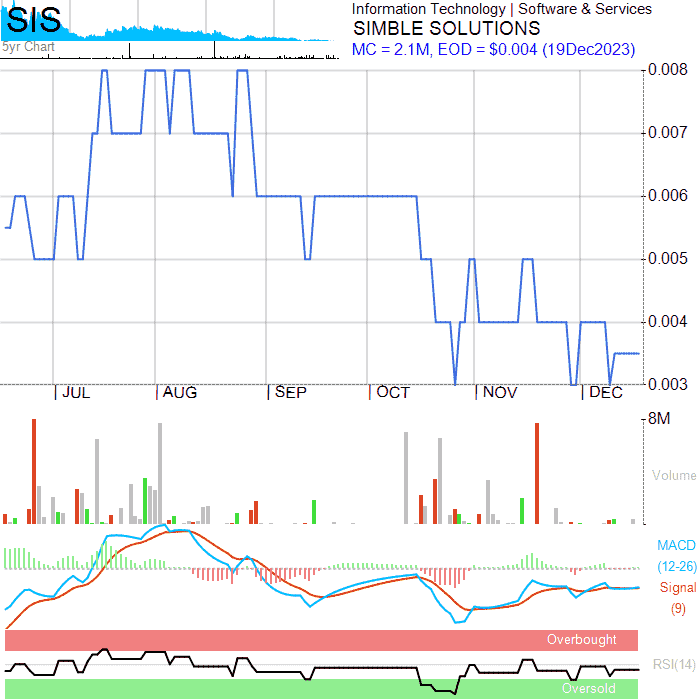 SIS
5yr Chart
Information Technology | Software & Services
SIMBLE SOLUTIONS
MC = 2.1M, EOD = $0.004 (19Dec2023)
0.008
0.007
0.006
0.005
0.004
0.003
JUL AUG SEP OCT NOV DEC
8M
Volume
MACD
(12-26)
Signal
(9)
Overbought
RSI(14)
Oversold